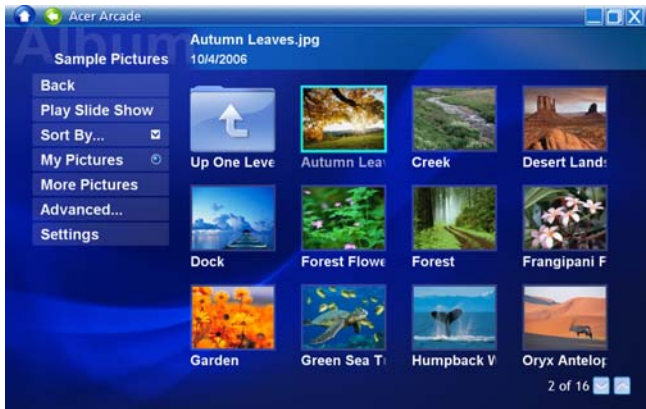 Acer Arcade
Album
Autumn Leaves.jpg
Sample Pictures
10/4/2006
Back
Play Slide Show
Sort By...
My Pictures
More Pictures
Advanced...
Settings
Up One Leve
Autumn Lea
Creek
Desert Lands
Dock
Forest Flowe
Forest
Frangipani F
Garden
Green Sea T
Humpback W
Oryx Antelop
2 of 16